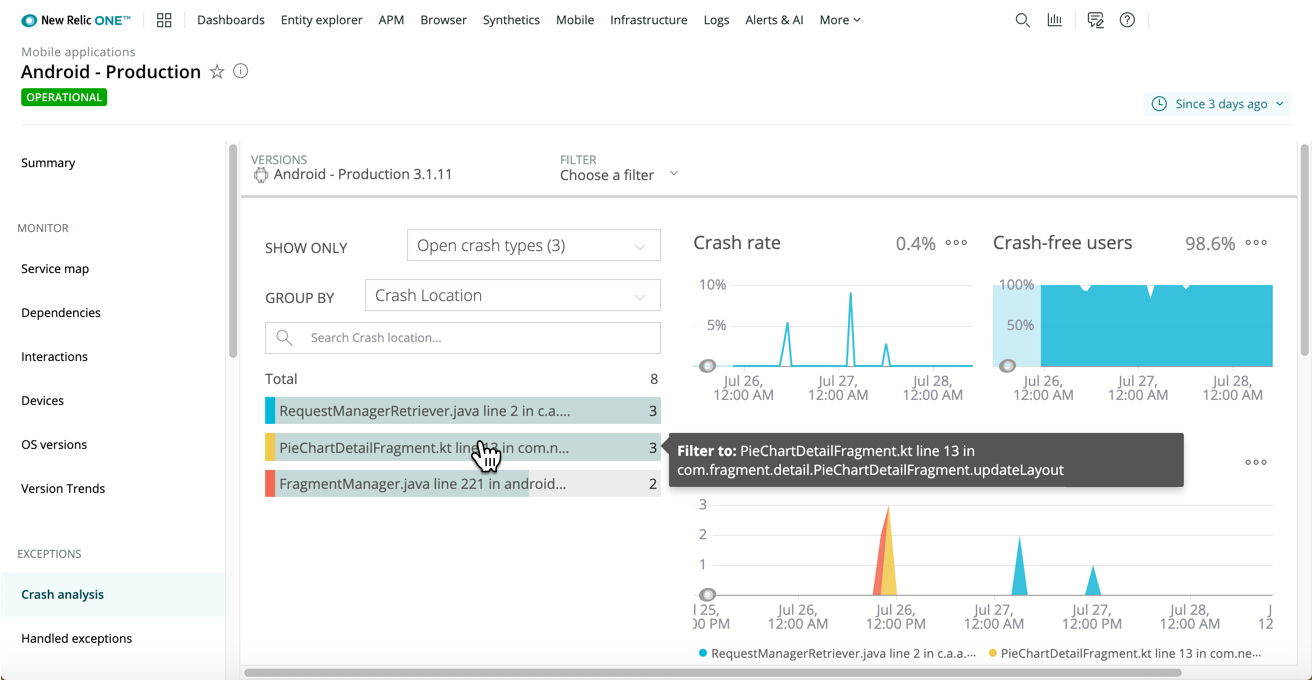 New Relic ONE™
Dashboards Entity explorer APM Browser Synthetics Mobile Infrastructure Logs Alerts & AI More
Mobile applications
Android - Production
OPERATIONAL
Since 3 days ago
Summary
MONITOR
Service map
Dependencies
Interactions
Devices
OS versions
Version Trends
EXCEPTIONS
Crash analysis
Handled exceptions
VERSIONS
Android - Production 3.1.11
FILTER
Choose a filter
SHOW ONLY
Open crash types (3)
GROUP BY
Crash Location
Search Crash location...
Total 8
RequestManagerRetriever.java line 2 in c.a.... 3
PieChartDetailFragment.kt line 13 in com.n... 3
FragmentManager.java line 221 in android... 2
Crash rate 0.4%
10%
5%
Jul 26, 12:00 AM
Jul 27, 12:00 AM
Jul 28, 12:00 AM
Crash-free users 98.6%
100%
50%
Jul 26, 12:00 AM
Jul 27, 12:00 AM
Jul 28, 12:00 AM
Filter to: PieChartDetailFragment.kt line 13 in
com.fragment.detail.PieChartDetailFragment.updateLayout
3
2
1
l 25, 00 PM
Jul 26, 12:00 AM
Jul 26, 12:00 PM
Jul 27, 12:00 AM
Jul 27, 12:00 PM
Jul 28, 12:00 AM
J 12
RequestManagerRetriever.java line 2 in c.a.a....
PieChartDetailFragment.kt line 13 in com.ne...